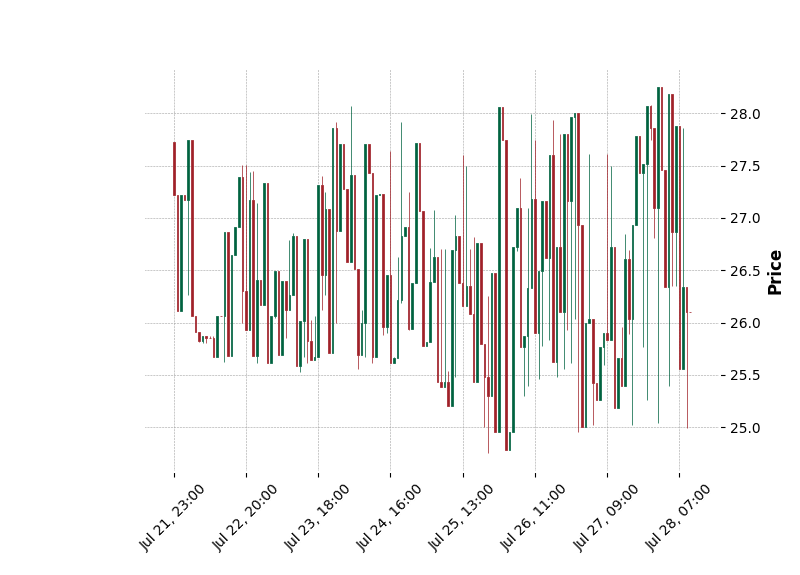 28.0
27.5
27.0
26.5
26.0
25.5
25.0
Price
Jul 21, 23:00
Jul 22, 20:00
Jul 23, 18:00
Jul 24, 16:00
Jul 25, 13:00
Jul 26, 11:00
Jul 27, 09:00
Jul 28, 07:00